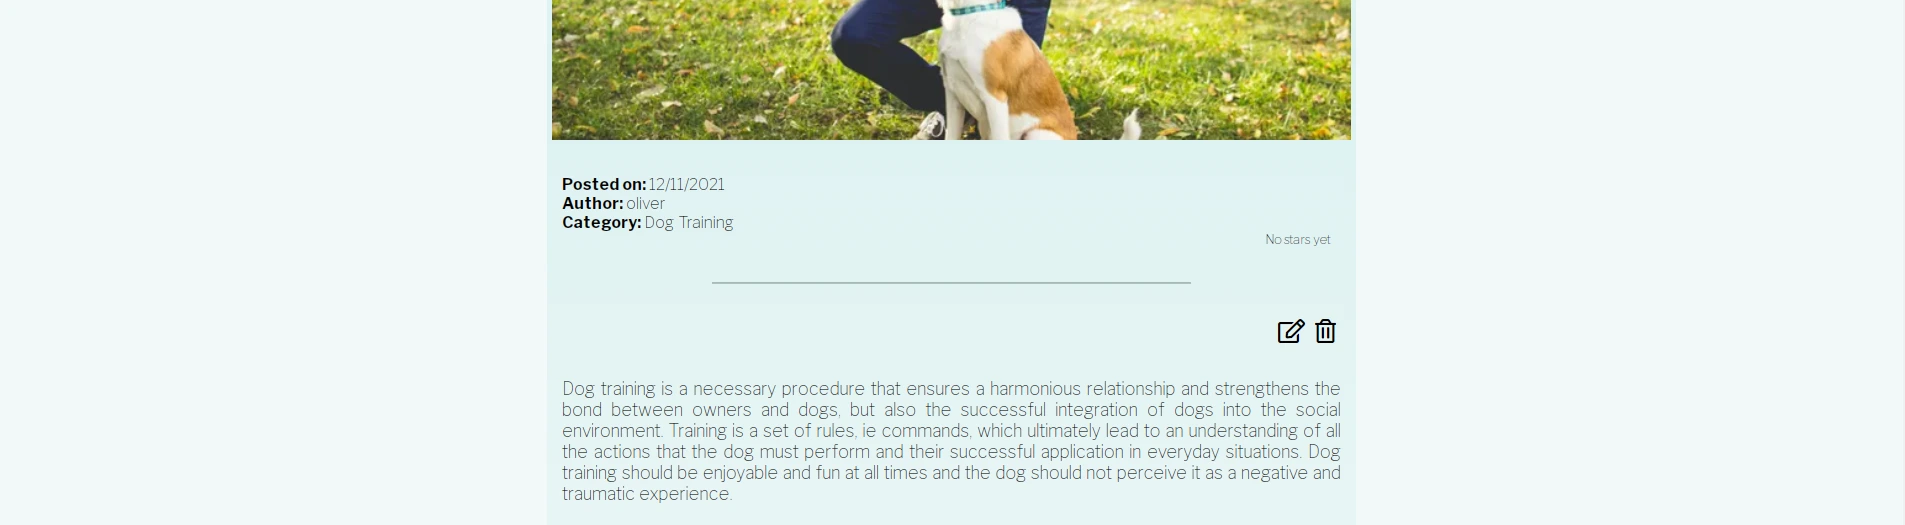 Posted on: 12/11/2021
Author: oliver
Category: Dog Training
No stars yet
Dog training is a necessary procedure that ensures a harmonious relationship and strengthens the
bond between owners and dogs, but also the successful integration of dogs into the social
environment. Training is a set of rules, ie commands, which ultimately lead to an understanding of all
the actions that the dog must perform and their successful application in everyday situations. Dog
training should be enjoyable and fun at all times and the dog should not perceive it as a negative and
traumatic experience.